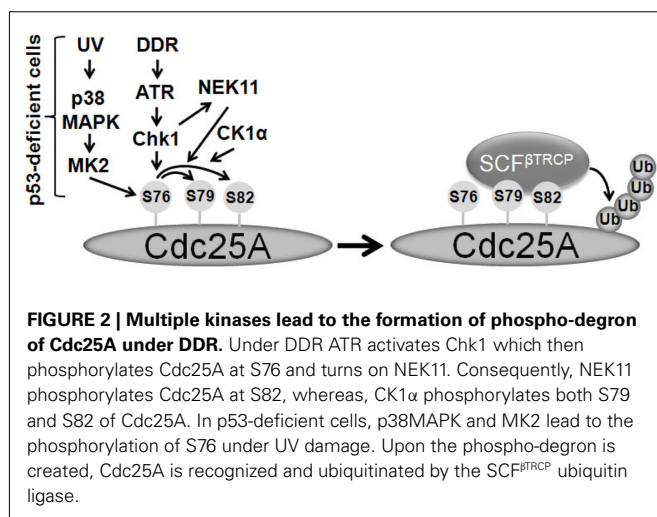 p53-deficient cells
UV
DDR
p38
MAPK
ATR
NEK11
Chk1
CK1α
MK2
S76
S79
S82
Cdc25A
SCFβTRCP
S76
S79
S82
Ub
Ub
Ub
Ub
Cdc25A
FIGURE 2 | Multiple kinases lead to the formation of phospho-degron
of Cdc25A under DDR. Under DDR ATR activates Chk1 which then
phosphorylates Cdc25A at S76 and turns on NEK11. Consequently, NEK11
phosphorylates Cdc25A at S82, whereas, CK1α phosphorylates both S79
and S82 of Cdc25A. In p53-deficient cells, p38MAPK and MK2 lead to the
phosphorylation of S76 under UV damage. Upon the phospho-degron is
created, Cdc25A is recognized and ubiquitinated by the SCFβTRCP ubiquitin
ligase.